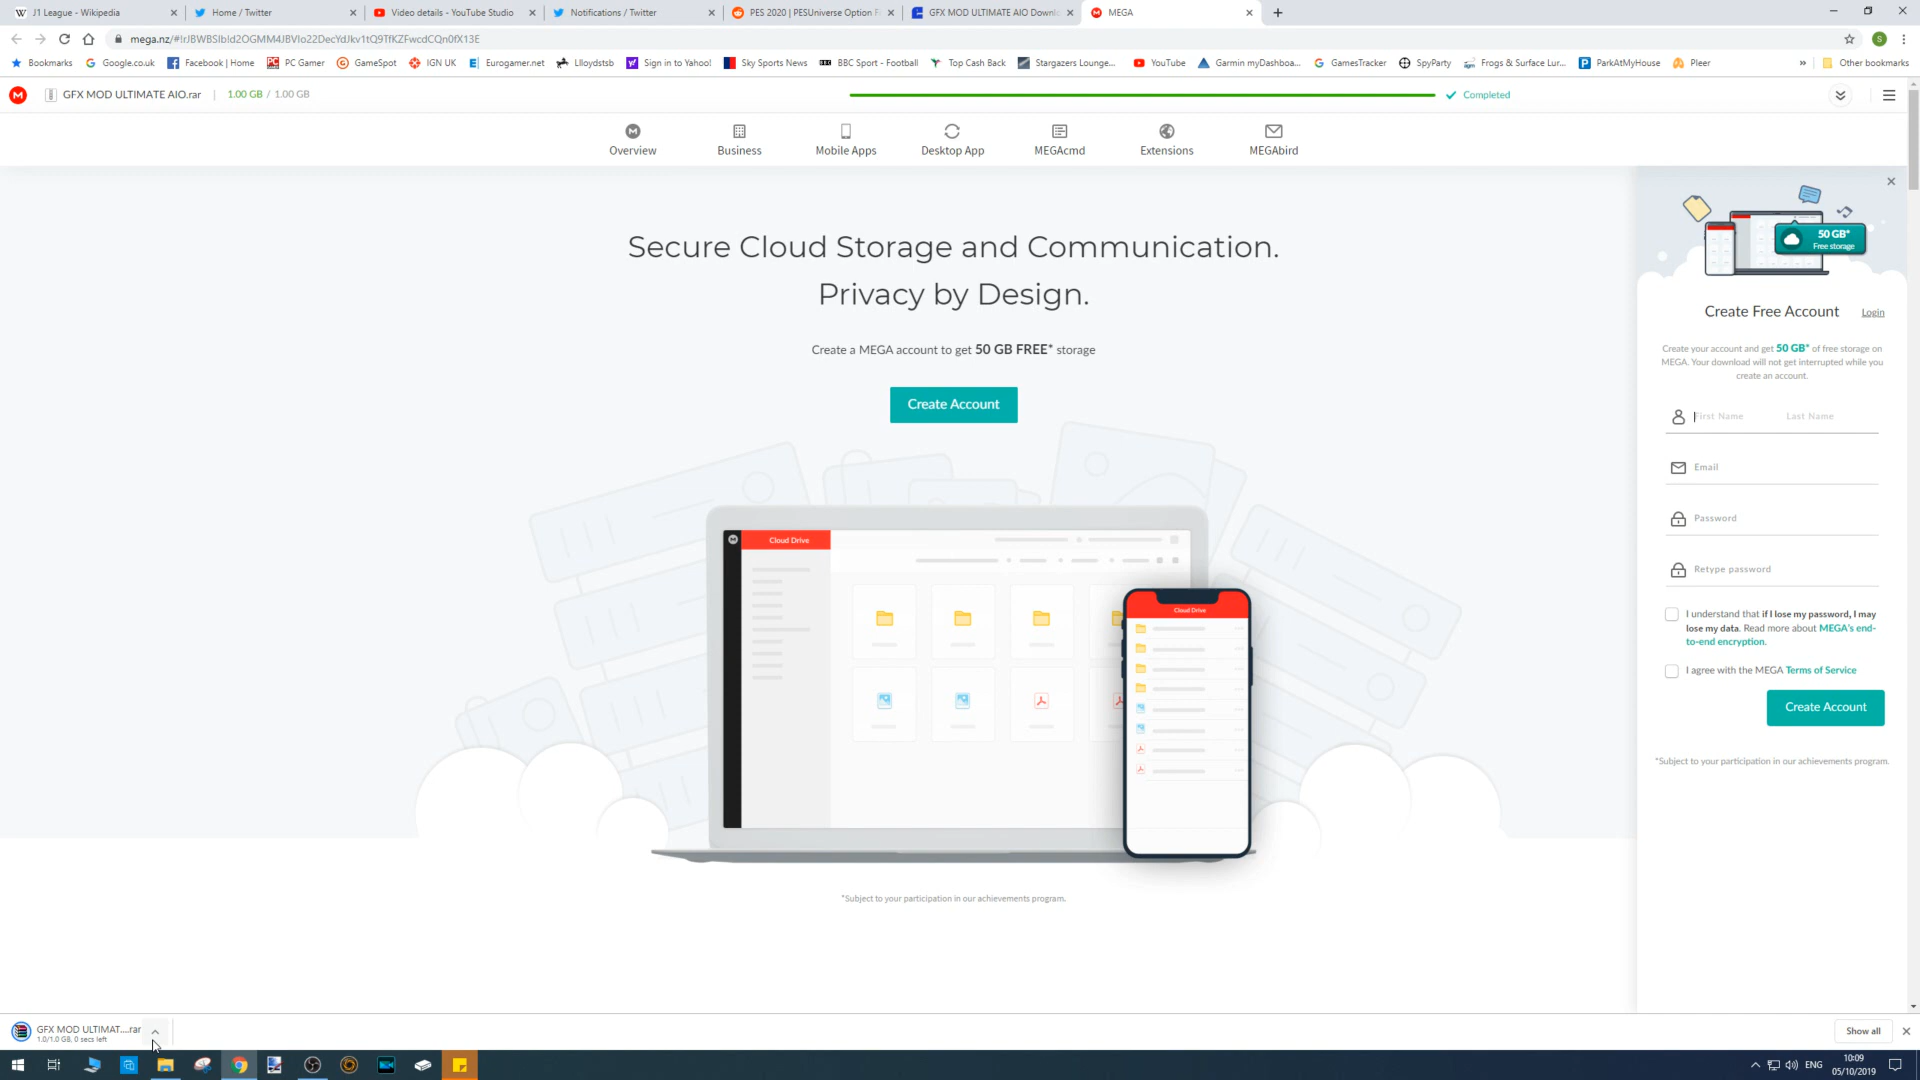 J1 League - Wikipedia
Home / Twitter
Video details - YouTube Studio
Notifications / Twitter
PES 2020 | PESUniverse Option F
GFX MOD ULTIMATE AIO Downl
MEGA
Bookmarks
Google.co.uk
Facebook | Home
PC Gamer
GameSpot
IGN UK
Eurogamer.net
Lloydstsb
Sign in to Yahoo!
Sky Sports News
BBC Sport - Football
Top Cash Back
Stargazers Lounge...
YouTube
Garmin myDashboa...
GamesTracker
SpyParty
Frogs & Surface Lur...
ParkAtMyHouse
Pleer
Other bookmarks
GFX MOD ULTIMATE AIO.rar
1.00 GB / 1.00 GB
Completed
Overview
Business
Mobile Apps
Desktop App
MEGAcmd
Extensions
MEGAbird
Secure Cloud Storage and Communication.
Privacy by Design.
Create a MEGA account to get 50 GB FREE* storage
Create Account
Cloud Drive
Cloud Drive
*Subject to your participation in our achievements program.
50 GB*
Free storage
Create Free Account
Login
Create your account and get 50 GB* of free storage on
MEGA. Your download will not get interrupted while you
create an account.
First Name
Last Name
Email
Password
Retype password
I understand that if I lose my password, I may
lose my data. Read more about MEGA's end-
to-end encryption.
I agree with the MEGA Terms of Service
Create Account
*Subject to your participation in our achievements program.
GFX MOD ULTIMAT....rar
1.0/1.0 GB, 0 secs left
Show all
ENG
10:09
05/10/2019